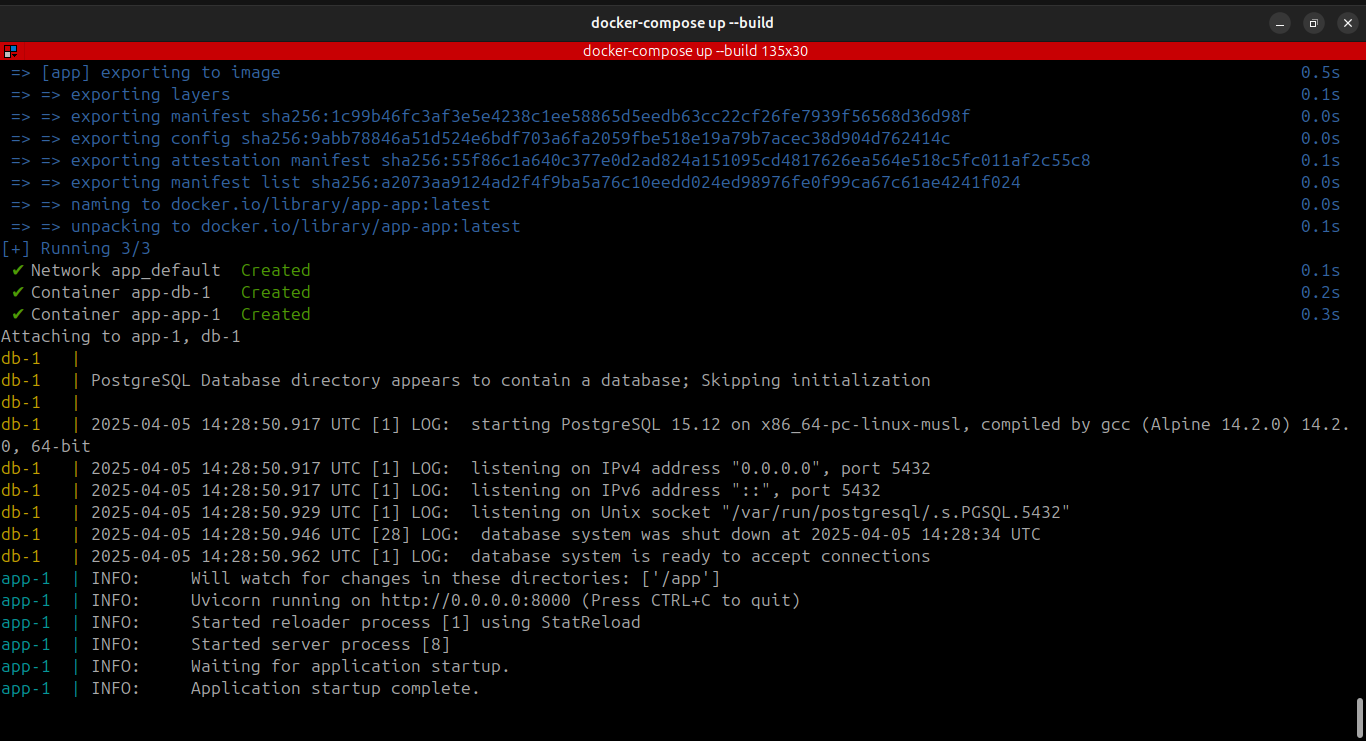 docker-compose up --build
docker-compose up --build 135x30
=> [app] exporting to image 0.5s
=> => exporting layers 0.1s
=> => exporting manifest sha256:1c99b46fc3af3e5e4238c1ee58865d5eedb63cc22cf26fe7939f56568d36d98f 0.0s
=> => exporting config sha256:9abb78846a51d524e6bdf703a6fa2059fbe518e19a79b7acec38d904d762414c 0.0s
=> => exporting attestation manifest sha256:55f86c1a640c377e0d2ad824a151095cd4817626ea564e518c5fc011af2c55c8 0.1s
=> => exporting manifest list sha256:a2073aa9124ad2f4f9ba5a76c10eedd024ed98976fe0f99ca67c61ae4241f024 0.0s
=> => naming to docker.io/library/app-app:latest 0.0s
=> => unpacking to docker.io/library/app-app:latest 0.1s
[+] Running 3/3
✔ Network app_default Created 0.1s
✔ Container app-db-1 Created 0.2s
✔ Container app-app-1 Created 0.3s
Attaching to app-1, db-1
db-1 |
db-1 | PostgreSQL Database directory appears to contain a database; Skipping initialization
db-1 |
db-1 | 2025-04-05 14:28:50.917 UTC [1] LOG: starting PostgreSQL 15.12 on x86_64-pc-linux-musl, compiled by gcc (Alpine 14.2.0) 14.2.
0, 64-bit
db-1 | 2025-04-05 14:28:50.917 UTC [1] LOG: listening on IPv4 address "0.0.0.0", port 5432
db-1 | 2025-04-05 14:28:50.917 UTC [1] LOG: listening on IPv6 address "::", port 5432
db-1 | 2025-04-05 14:28:50.929 UTC [1] LOG: listening on Unix socket "/var/run/postgresql/.s.PGSQL.5432"
db-1 | 2025-04-05 14:28:50.946 UTC [28] LOG: database system was shut down at 2025-04-05 14:28:34 UTC
db-1 | 2025-04-05 14:28:50.962 UTC [1] LOG: database system is ready to accept connections
app-1 | INFO: Will watch for changes in these directories: ['/app']
app-1 | INFO: Uvicorn running on http://0.0.0.0:8000 (Press CTRL+C to quit)
app-1 | INFO: Started reloader process [1] using StatReload
app-1 | INFO: Started server process [8]
app-1 | INFO: Waiting for application startup.
app-1 | INFO: Application startup complete.